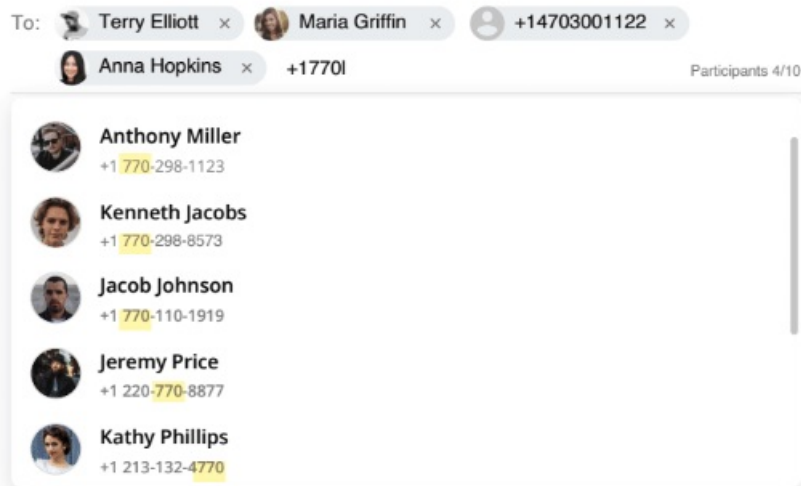 To: Terry Elliott × Maria Griffin × +14703001122 ×
Anna Hopkins × +1770| Participants 4/10
Anthony Miller
+1 770-298-1123
Kenneth Jacobs
+1 770-298-8573
Jacob Johnson
+1 770-110-1919
Jeremy Price
+1 220-770-8877
Kathy Phillips
+1 213-132-4770